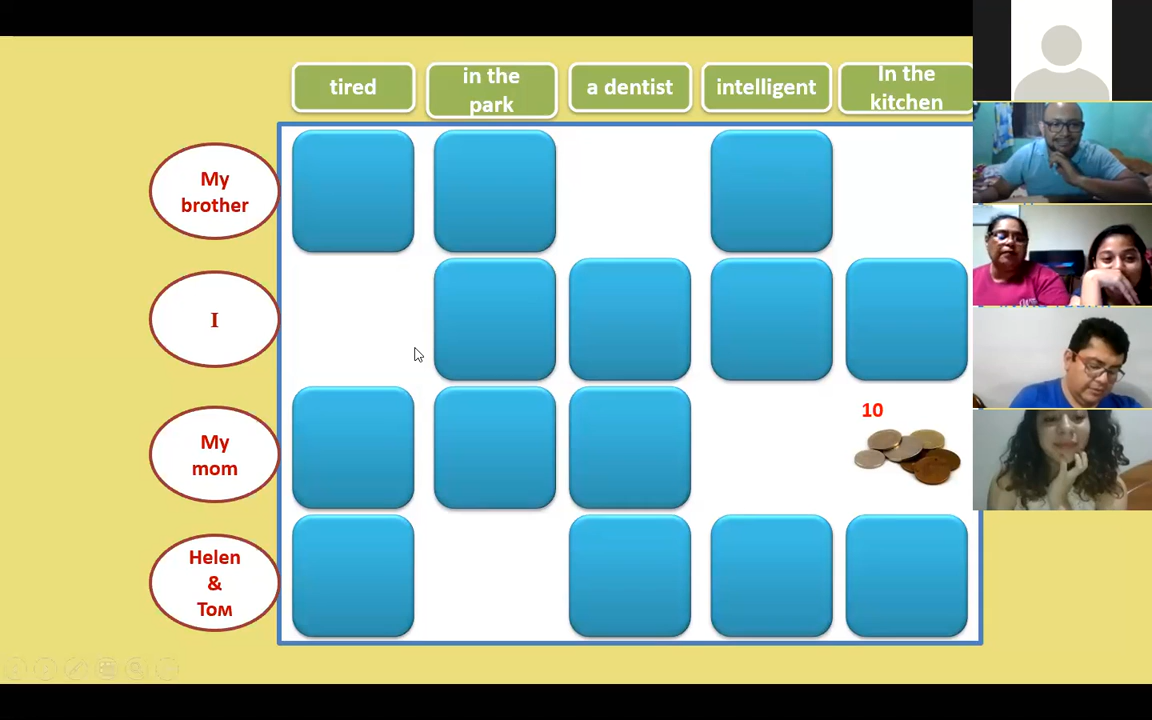 tired
in the
park
a dentist
intelligent
In the
kitchen
My
brother
I
My
mom
10
Helen
&
Tom